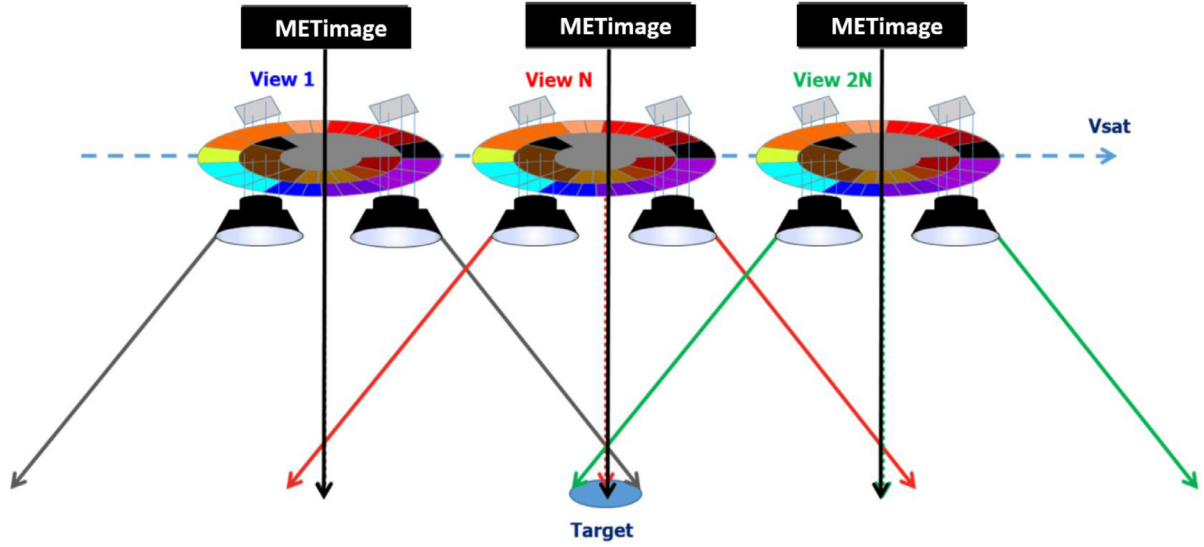 METimage
METimage
METimage
View 1
View N
View 2N
Vsat
Target